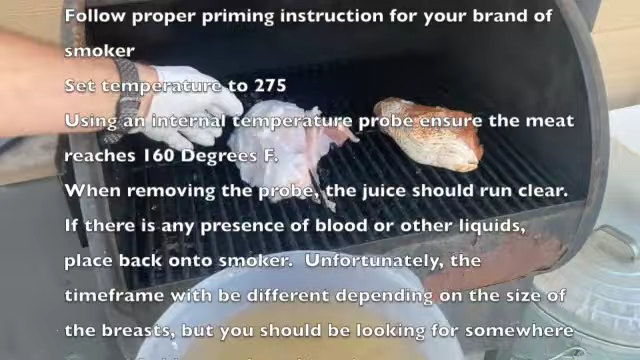 Follow proper priming instruction for your brand of
smoker
Set temperature to 275
Using an internal temperature probe ensure the meat
reaches 160 Degrees F.
When removing the probe, the juice should run clear.
If there is any presence of blood or other liquids,
place back onto smoker. Unfortunately, the
timeframe with be different depending on the size of
the breasts, but you should be looking for somewhere